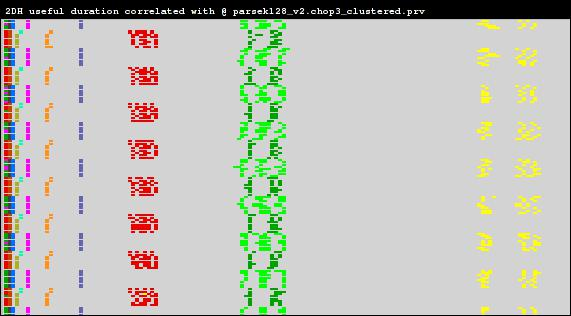 2DH useful duration correlated with @ parsek128_v2.chop3_clustered.prv